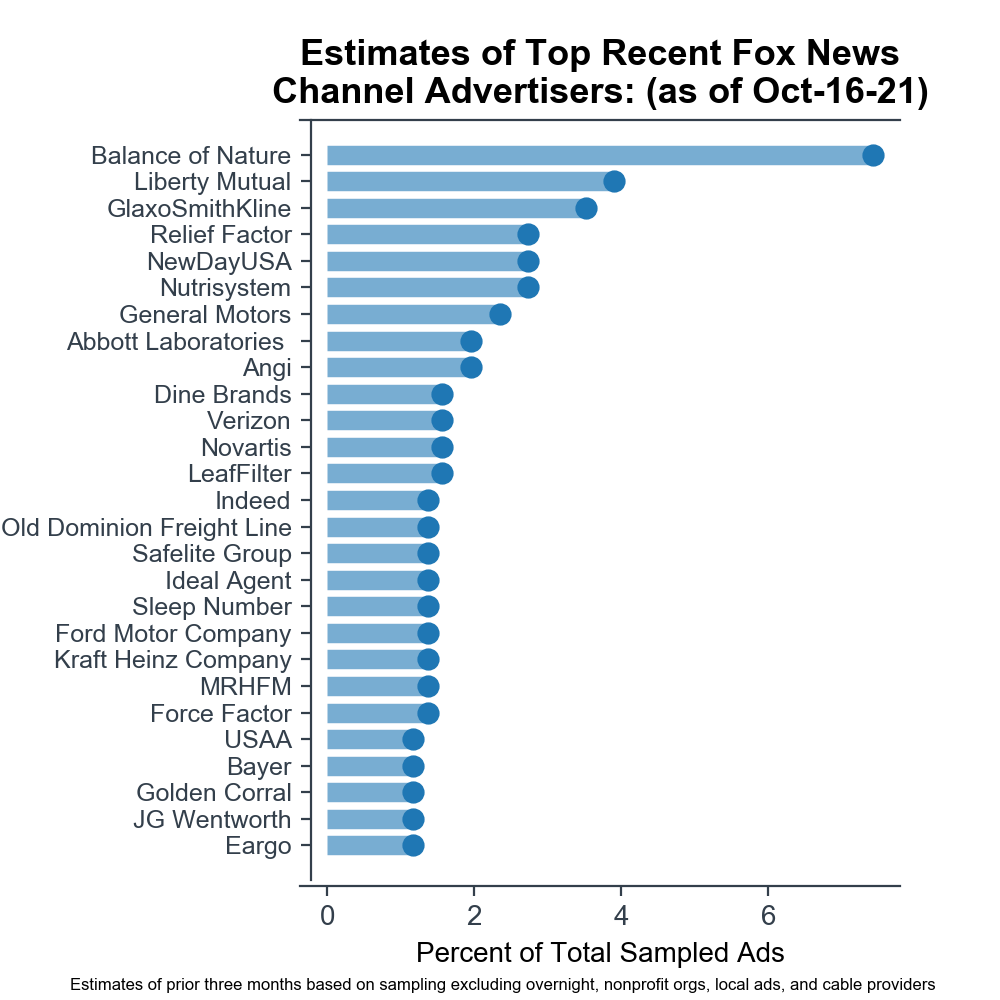 Estimates of Top Recent Fox News
Channel Advertisers: (as of Oct-16-21)
Balance of Nature
Liberty Mutual
GlaxoSmithKline
Relief Factor
NewDayUSA
Nutrisystem
General Motors
Abbott Laboratories
Angi
Dine Brands
Verizon
Novartis
LeafFilter
Indeed
Old Dominion Freight Line
Safelite Group
Ideal Agent
Sleep Number
Ford Motor Company
Kraft Heinz Company
MRHFM
Force Factor
USAA
Bayer
Golden Corral
JG Wentworth
Eargo
0 2 4 6
Percent of Total Sampled Ads
Estimates of prior three months based on sampling excluding overnight, nonprofit orgs, local ads, and cable providers